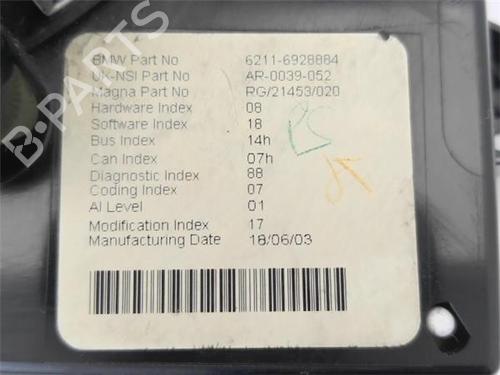 BMW Part No 6211-6928884
UK-NSI Part No AR-0039-052
Magna Part No RG/21453/020
Hardware Index 08
Software Index 18
Bus Index 14h
Can Index 07h
Diagnostic Index 88
Coding Index 07
AI Level 01
Modification Index 17
Manufacturing Date 18/06/03
B-PARTS